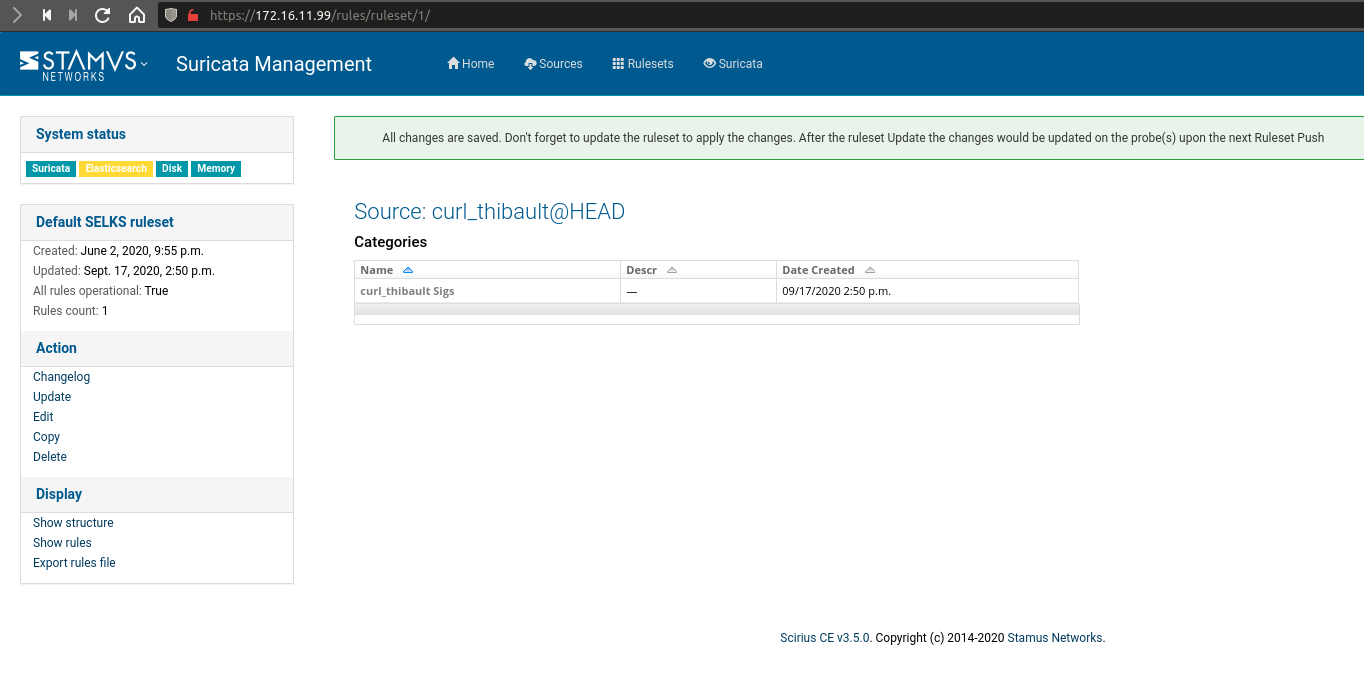 https://172.16.11.99/rules/ruleset/1/
STAMVS
NETWORKS
Suricata Management
Home
Sources
Rulesets
Suricata
System status
Suricata
Elasticsearch
Disk
Memory
Default SELKS ruleset
Created: June 2, 2020, 9:55 p.m.
Updated: Sept. 17, 2020, 2:50 p.m.
All rules operational: True
Rules count: 1
Action
Changelog
Update
Edit
Copy
Delete
Display
Show structure
Show rules
Export rules file
All changes are saved. Don't forget to update the ruleset to apply the changes. After the ruleset Update the changes would be updated on the probe(s) upon the next Ruleset Push
Source: curl_thibault@HEAD
Categories
Name Descr Date Created
curl_thibault Sigs — 09/17/2020 2:50 p.m.
Scirius CE v3.5.0. Copyright (c) 2014-2020 Stamus Networks.